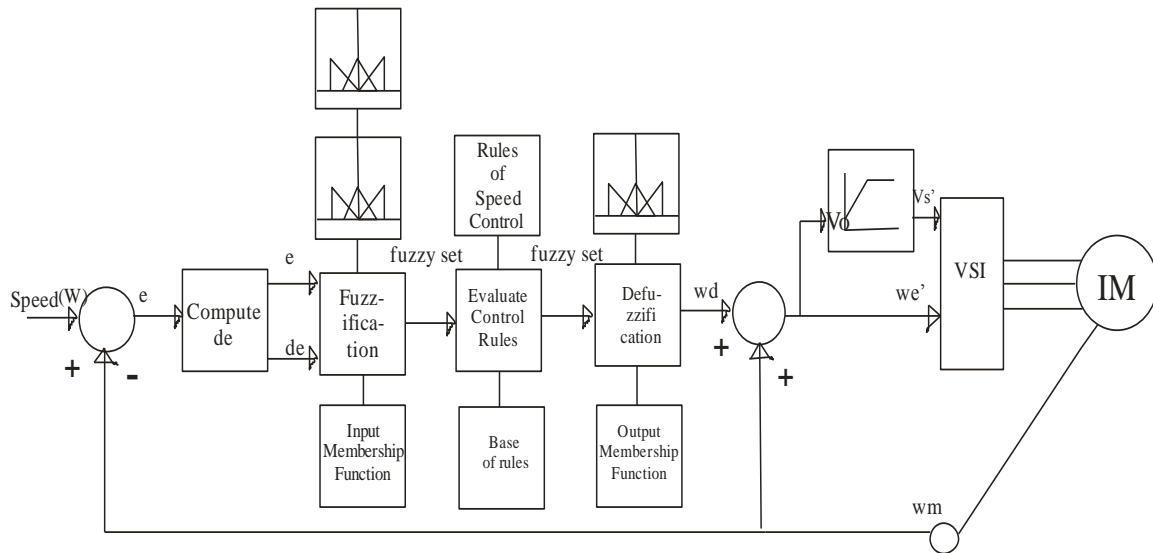 Rules
of
Speed
Control
Vo
Vs’
e
fuzzy set
fuzzy set
Speed(W)
e
Compute
de
de
Fuzz-
ifica-
tion
Evaluate
Control
Rules
Defu-
zzifi
cation
wd
we’
VSI
IM
+
-
+
+
Input
Membership
Function
Base
of rules
Output
Membership
Function
wm